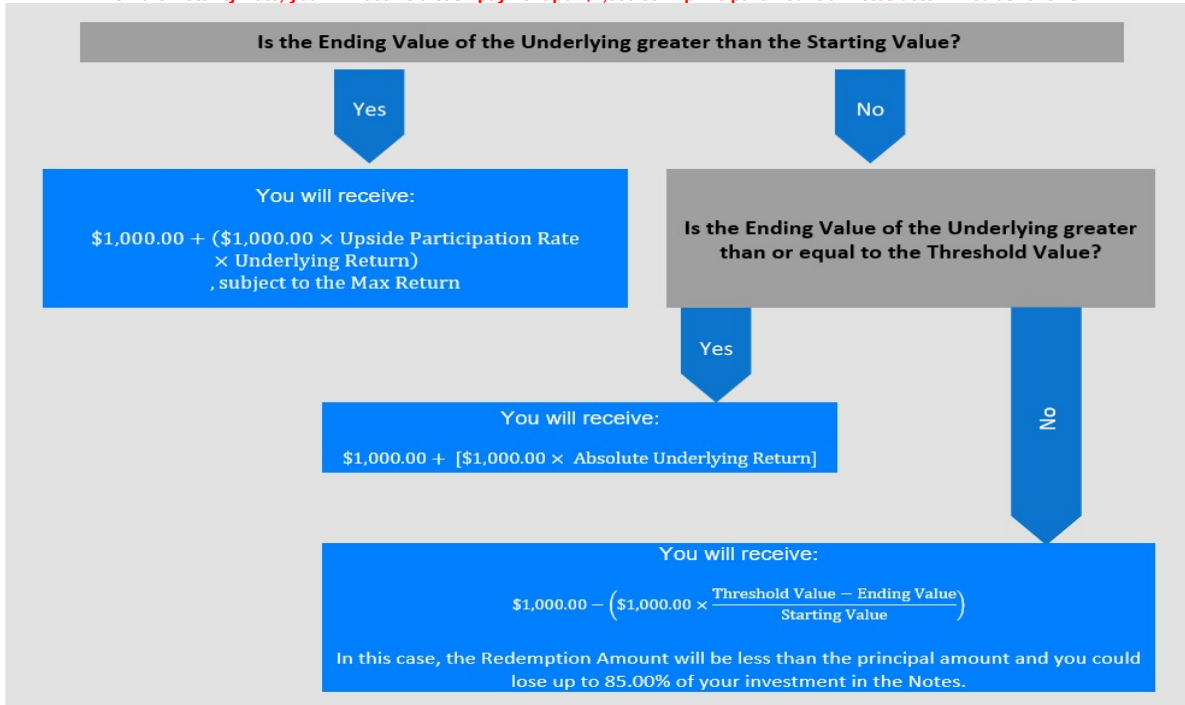 Is the Ending Value of the Underlying greater than the Starting Value?
Yes
No
You will receive:
$1,000.00 + ($1,000.00 × Upside Participation Rate
× Underlying Return)
, subject to the Max Return
Is the Ending Value of the Underlying greater
than or equal to the Threshold Value?
Yes
No
You will receive:
$1,000.00 + [$1,000.00 × Absolute Underlying Return]
You will receive:
$1,000.00 − ($1,000.00 × Threshold Value − Ending Value
Starting Value)
In this case, the Redemption Amount will be less than the principal amount and you could
lose up to 85.00% of your investment in the Notes.